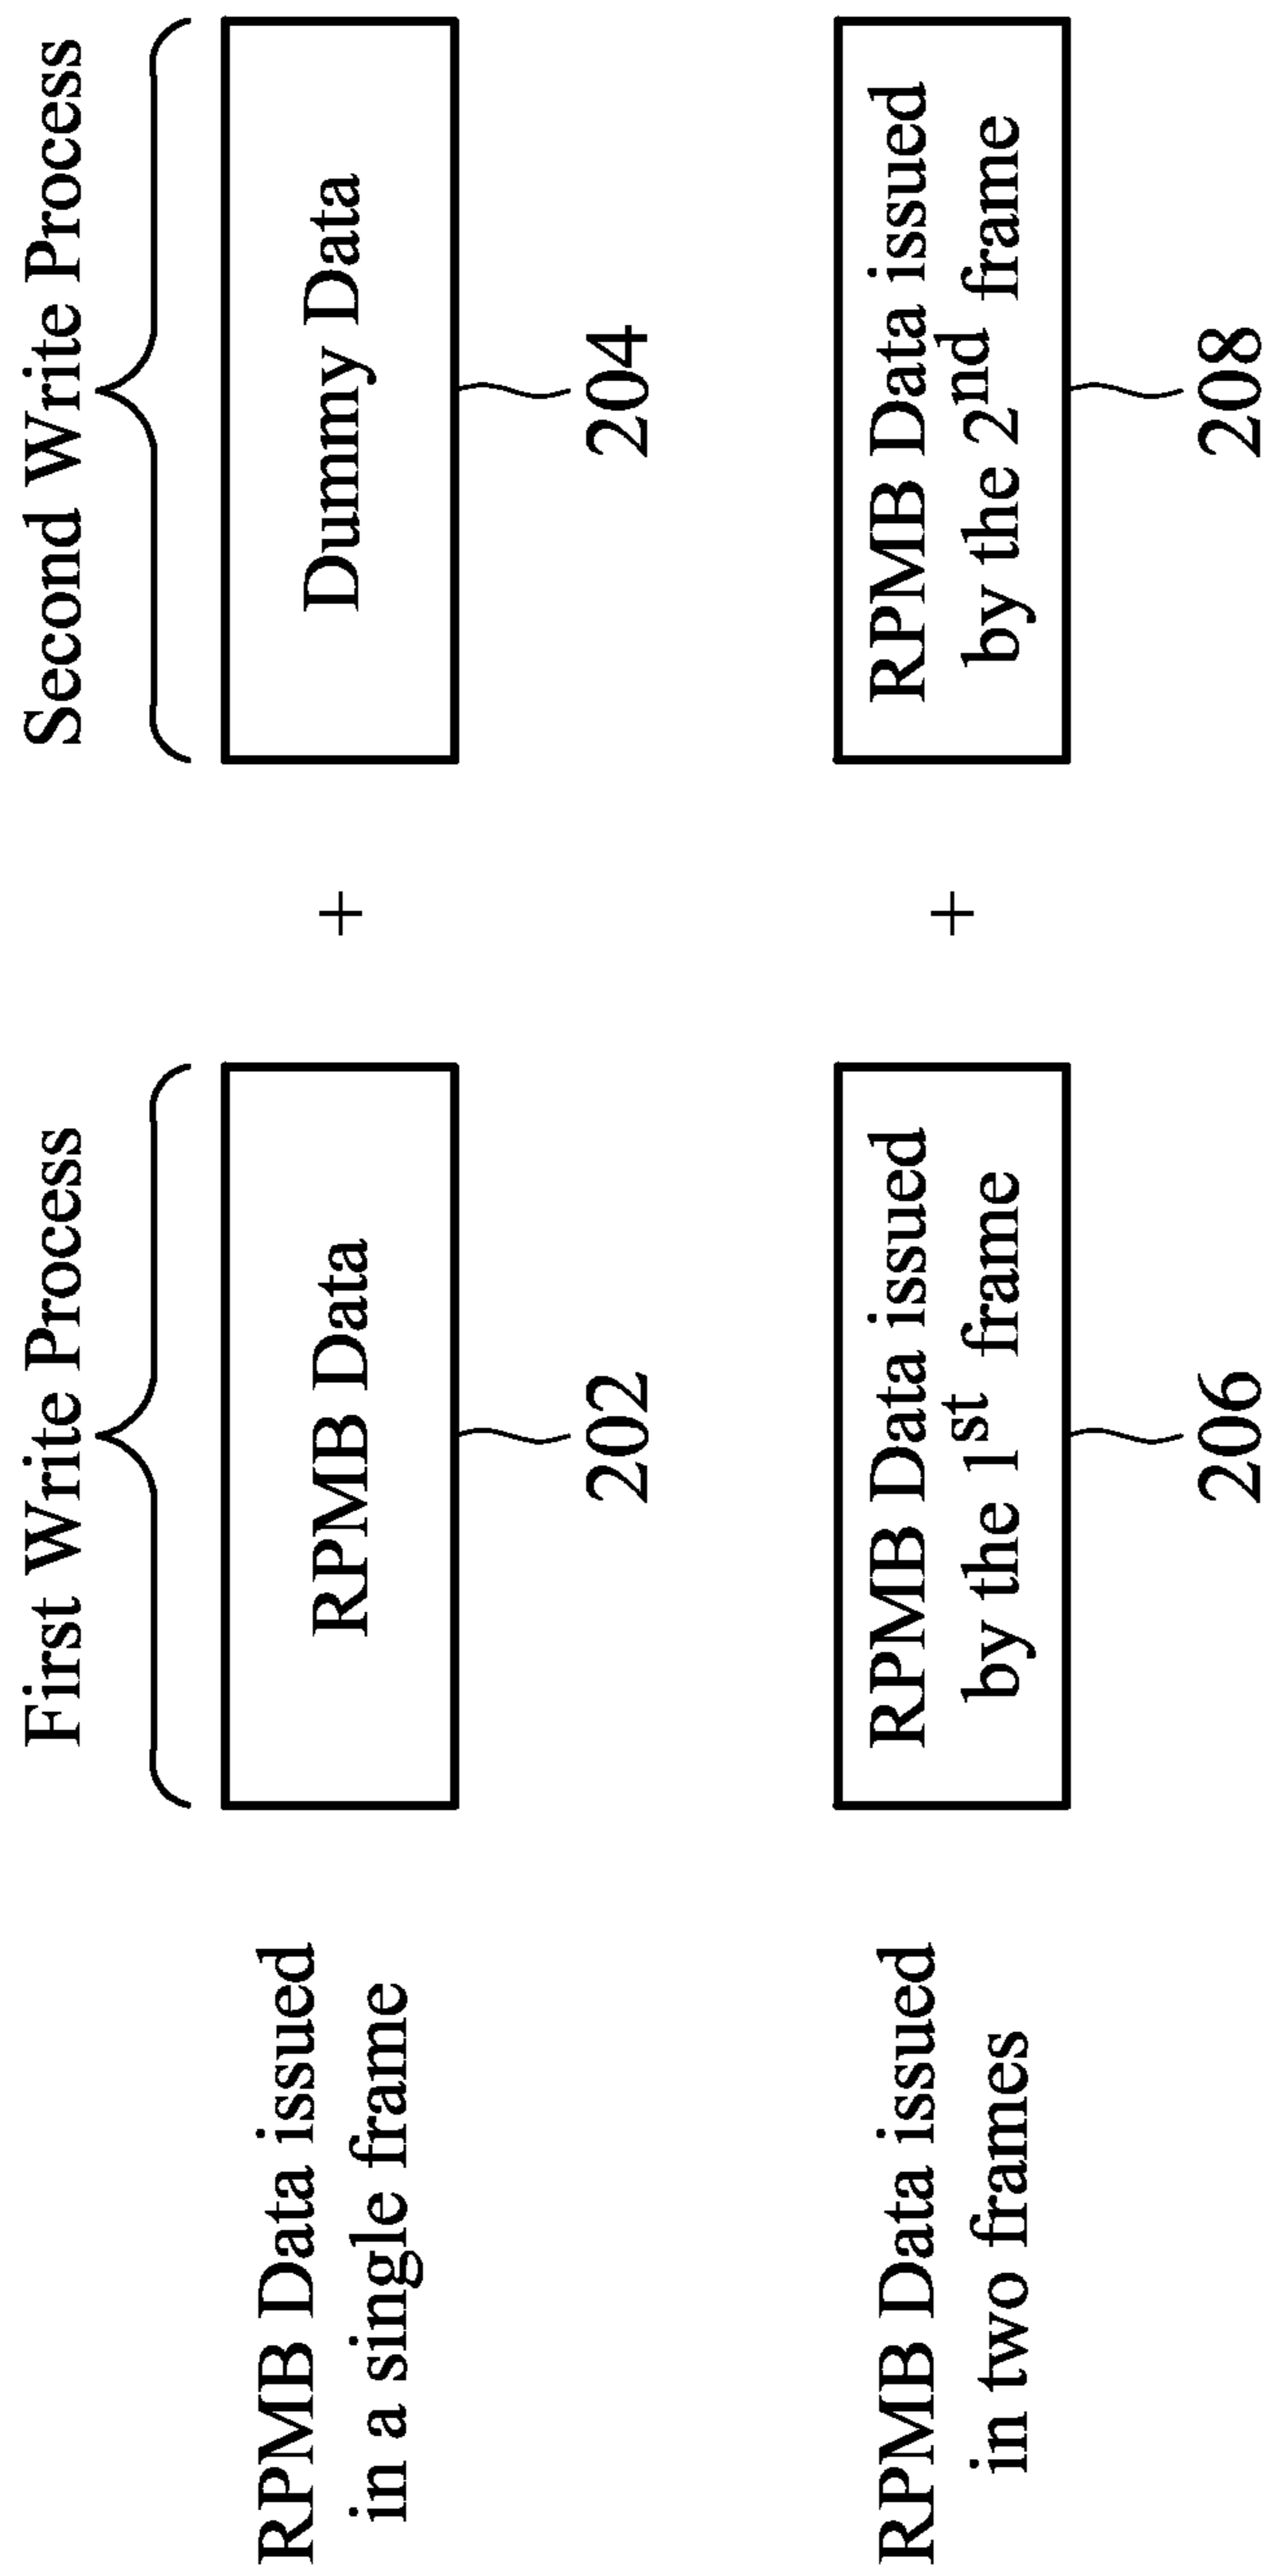 First Write Process
Second Write Process
RPMB Data issued
in a single frame
RPMB Data
+
Dummy Data
202
204
RPMB Data issued
in two frames
RPMB Data issued
by the 1st frame
+
RPMB Data issued
by the 2nd frame
206
208